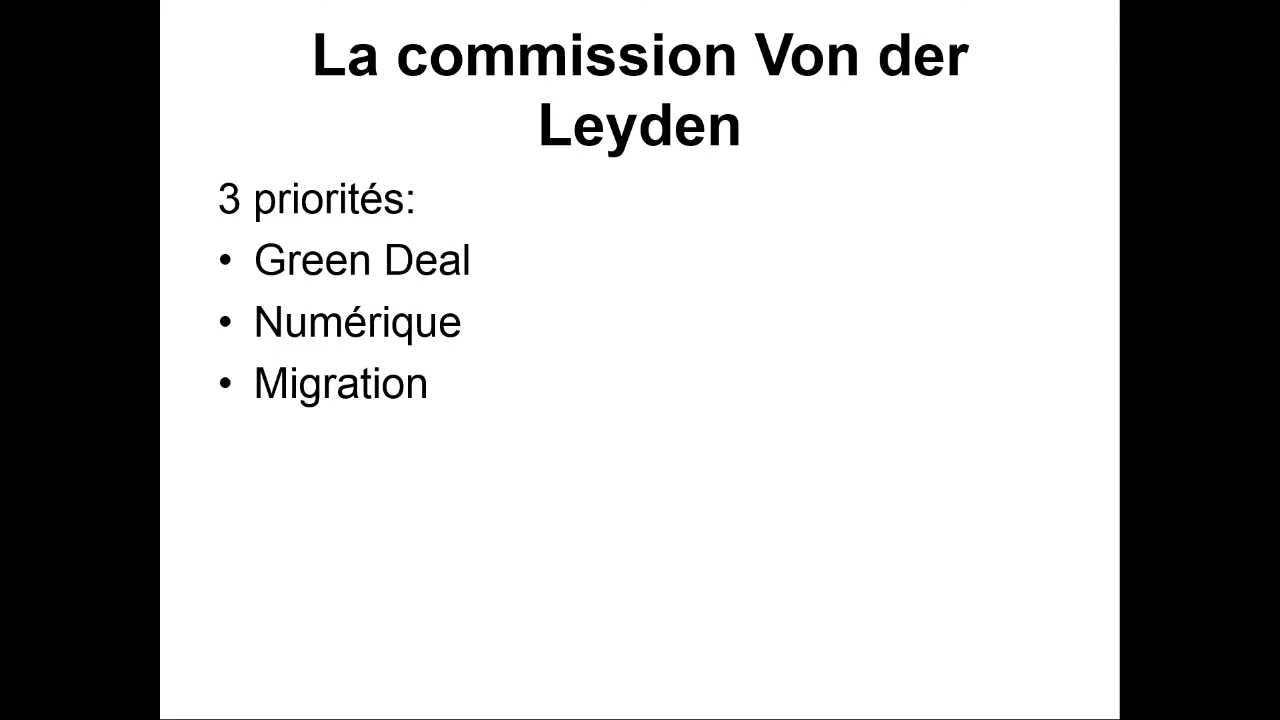 La commission Von der
Leyden
3 priorités:
• Green Deal
• Numérique
• Migration